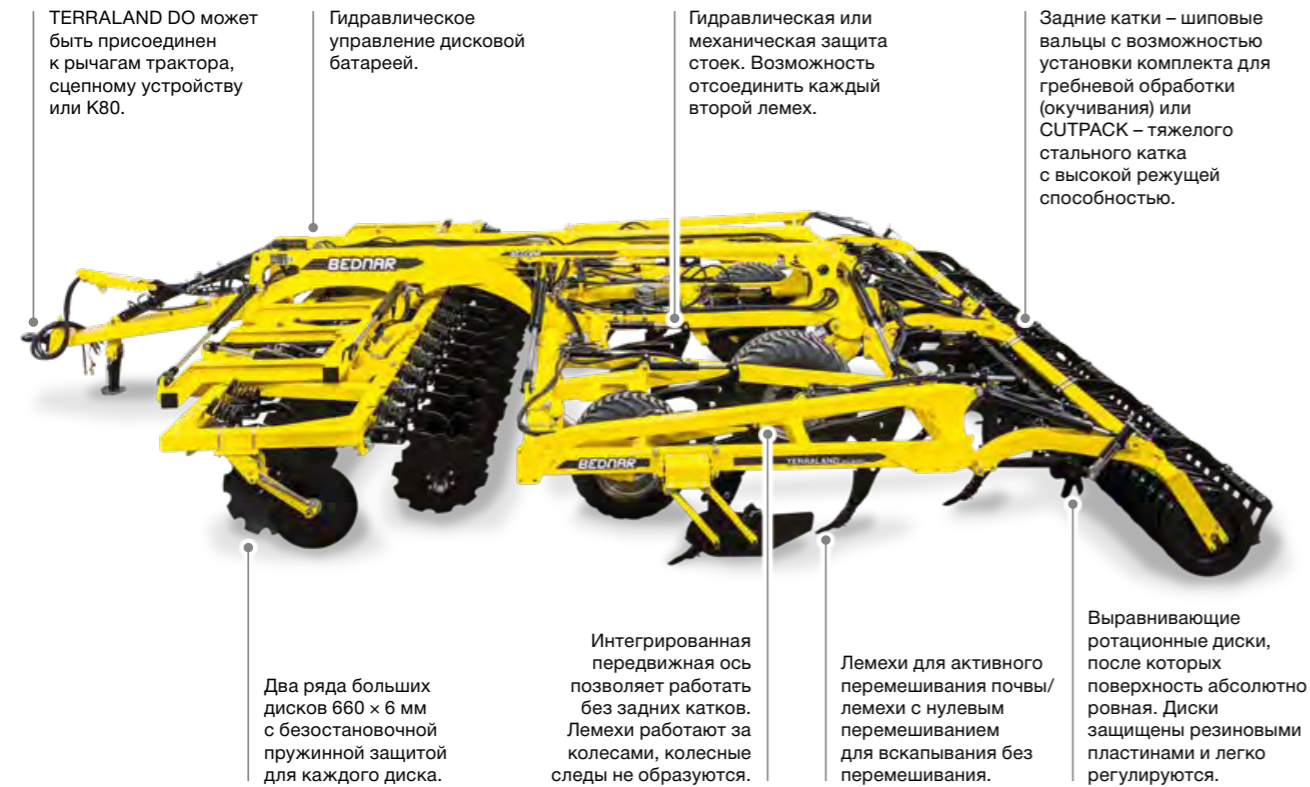 TERRALAND DO может
быть присоединен
к рычагам трактора,
сцепному устройству
или K80.
Гидравлическое
управление дисковой
батареей.
Гидравлическая или
механическая защита
стоек. Возможность
отсоединить каждый
второй лемех.
Задние катки – шиповые
вальцы с возможностью
установки комплекта для
гребневой обработки
(окучивания) или
CUTPACK – тяжелого
стального катка
с высокой режущей
способностью.
BEDNAR
BEDNAR
TERRALAND
Два ряда больших
дисков 660 × 6 мм
с безостановочной
пружинной защитой
для каждого диска.
Интегрированная
передвижная ось
позволяет работать
без задних катков.
Лемехи работают за
колесами, колесные
следы не образуются.
Лемехи для активного
перемешивания почвы/
лемехи с нулевым
перемешиванием
для вскапывания без
перемешивания.
Выравнивающие
ротационные диски,
после которых
поверхность абсолютно
ровная. Диски
защищены резиновыми
пластинами и легко
регулируются.